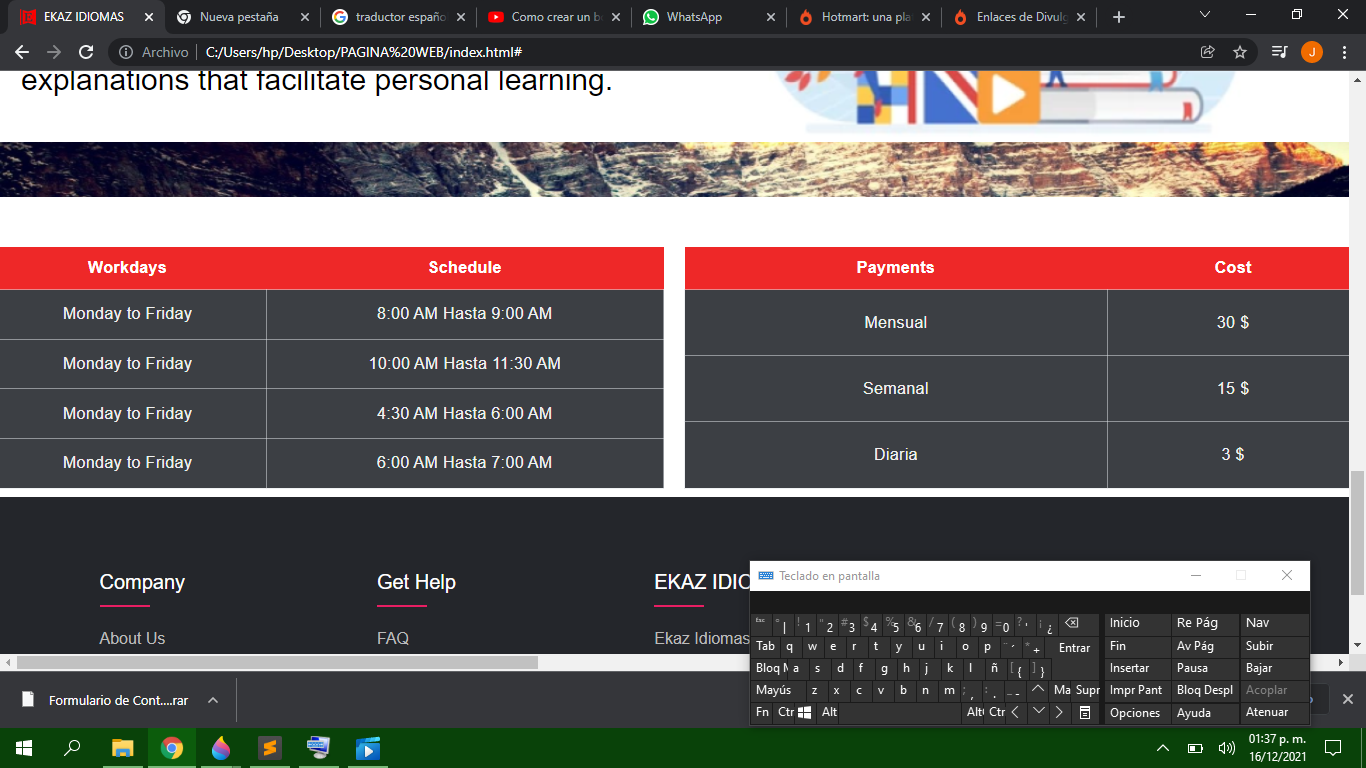 EKAZ IDIOMAS
Nueva pestaña
traductor españo
Como crear un b
WhatsApp
Hotmart: una pla
Enlaces de Divulg
Archivo | C:/Users/hp/Desktop/PAGINA%20WEB/index.html#
J
explanations that facilitate personal learning.
Workdays Schedule
Monday to Friday 8:00 AM Hasta 9:00 AM
Monday to Friday 10:00 AM Hasta 11:30 AM
Monday to Friday 4:30 AM Hasta 6:00 AM
Monday to Friday 6:00 AM Hasta 7:00 AM
Payments Cost
Mensual 30 $
Semanal 15 $
Diaria 3 $
Company
About Us
Get Help
FAQ
EKAZ IDIO
Ekaz Idiomas
Teclado en pantalla
Esc ° | ! 1 " 2 # 3 $ 4 % 5 & 6 / 7 ( 8 ) 9 = 0 ? ' ¡ ¿ Inicio Re Pág Nav
Tab q w e r t y u i o p ¨ ´ * + Entrar Fin Av Pág Subir
Bloq M a s d f g h j k l ñ [ { ] } Insertar Pausa Bajar
Mayús z x c v b n m ; , : . _ - Ma Supr Impr Pant Bloq Despl Acoplar
Fn Ctr Alt Alt Ctr Opciones Ayuda Atenuar
Formulario de Cont....rar
01:37 p. m.
16/12/2021